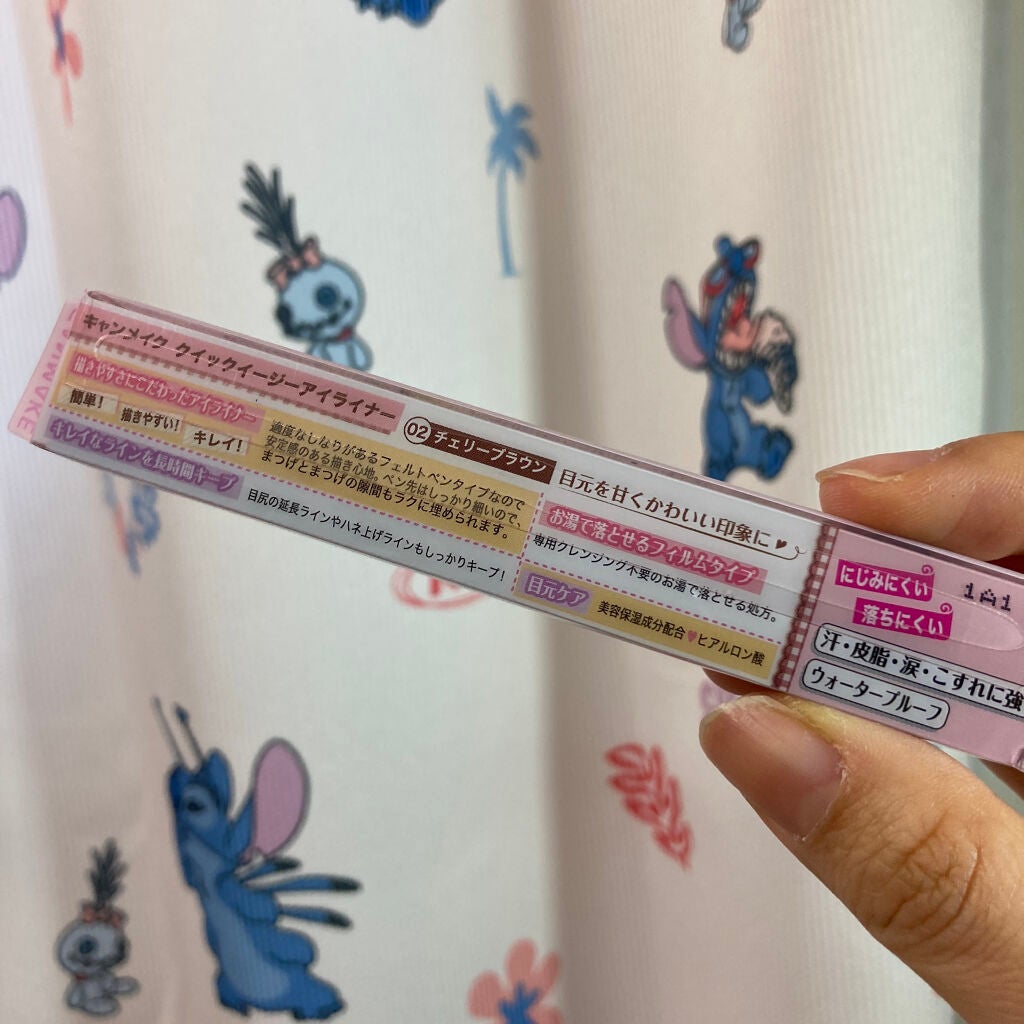 キャンメイク クイックイージーアイライナー
描きやすさにこだわったアイライナー
簡単!
描きやすい!
キレイ!
適度なしなりがあるフェルトペンタイプなので
安定感のある描き心地。ペン先はしっかり細いので、
まつげとまつげの隙間もラクに埋められます。
キレイなラインを長時間キープ
目尻の延長ラインやハネ上げラインもしっかりキープ!
02 チェリーブラウン
目元を甘くかわいい印象に♥
お湯で落とせるフィルムタイプ
専用クレンジング不要のお湯で落とせる処方。
目元ケア
美容保湿成分配合♥ヒアルロン酸
にじみにくい
落ちにくい
1A1
汗・皮脂・涙・こすれに強
ウォータープルーフ